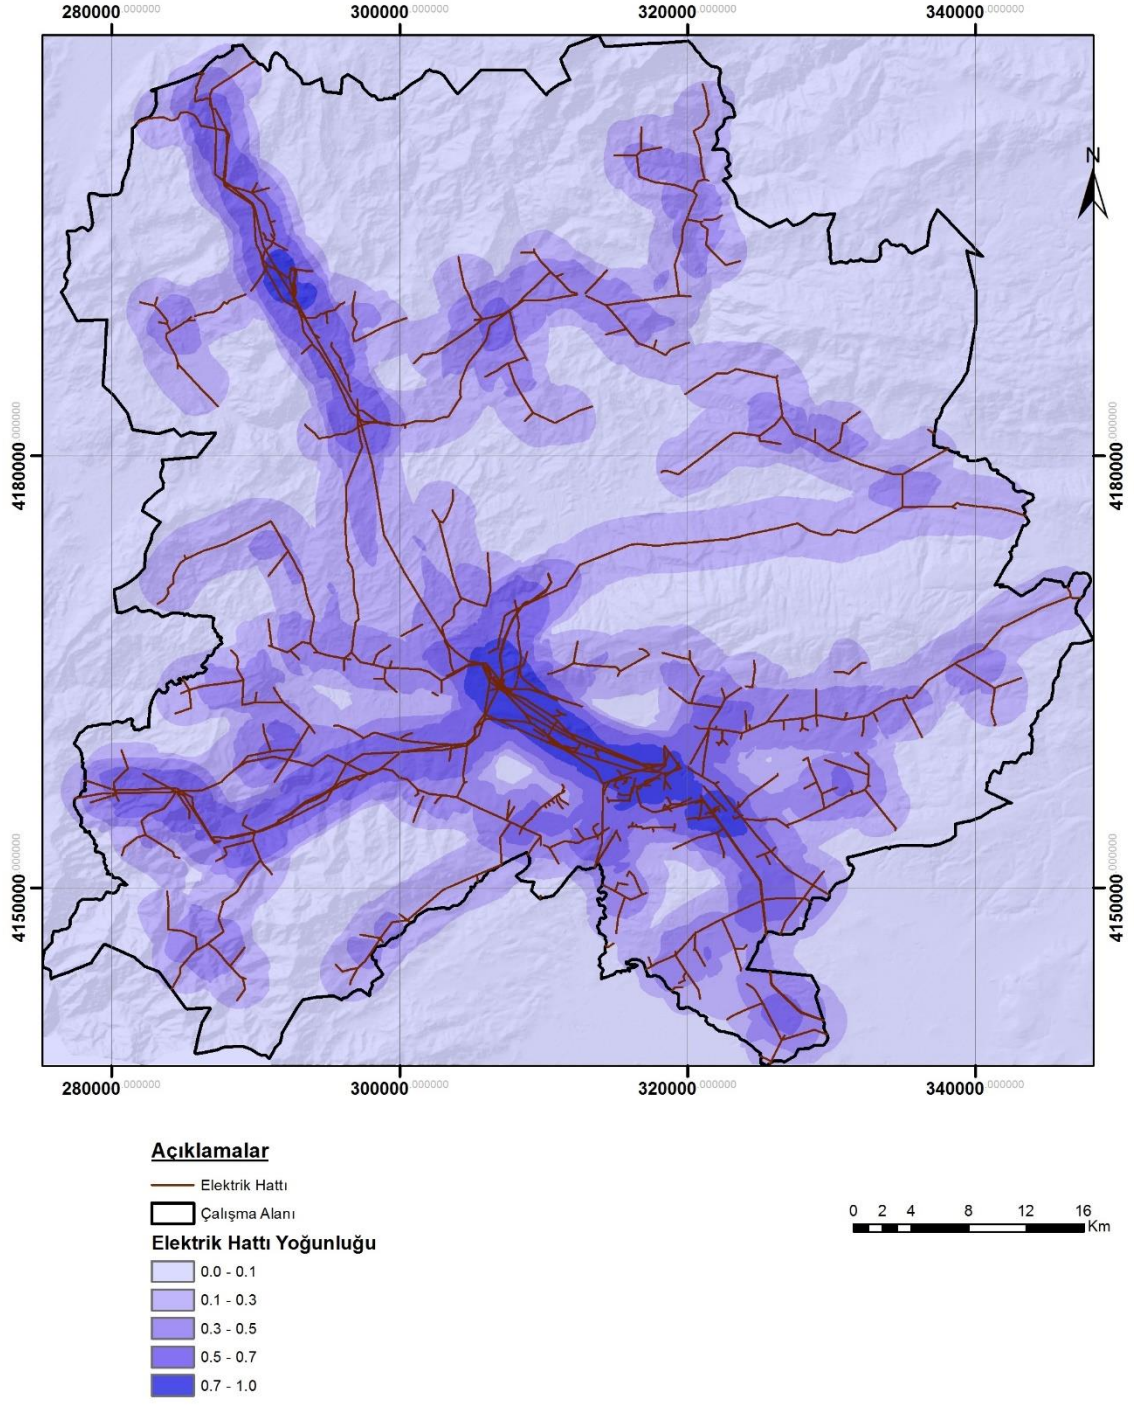 280000.000000 300000.000000 320000.000000 340000.000000
N
4180000.000000 4180000.000000
4150000.000000 4150000.000000
280000.000000 300000.000000 320000.000000 340000.000000
Açıklamalar
Elektrik Hattı
Çalışma Alanı
Elektrik Hattı Yoğunluğu
0.0 - 0.1
0.1 - 0.3
0.3 - 0.5
0.5 - 0.7
0.7 - 1.0
0 2 4 8 12 16
Km